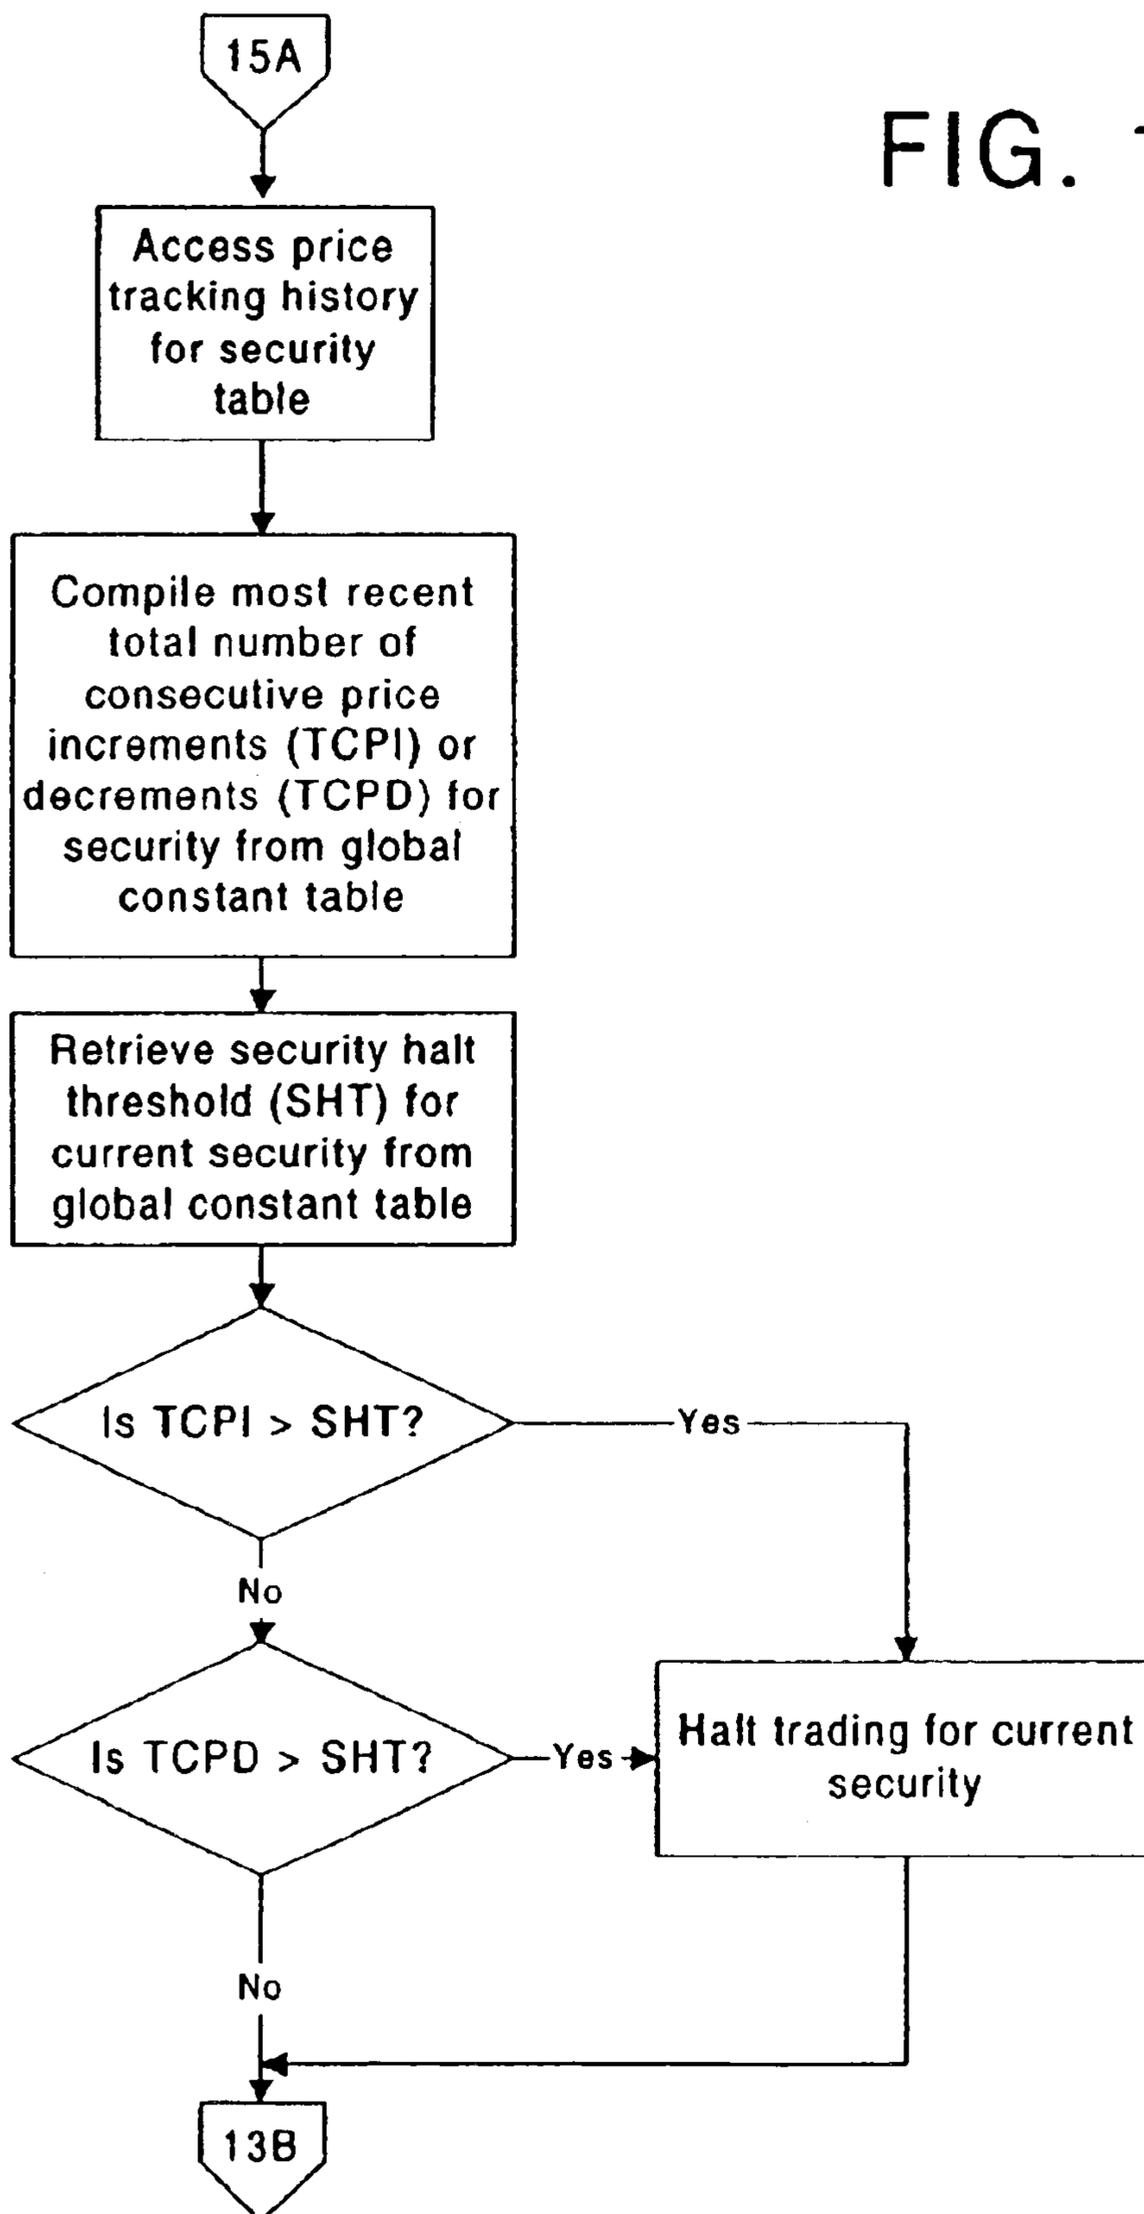 15A
FIG.
Access price
tracking history
for security
table
Compile most recent
total number of
consecutive price
increments (TCPI) or
decrements (TCPD) for
security from global
constant table
Retrieve security halt
threshold (SHT) for
current security from
global constant table
Is TCPI > SHT?
Yes
No
Is TCPD > SHT?
Yes
Halt trading for current
security
No
13B